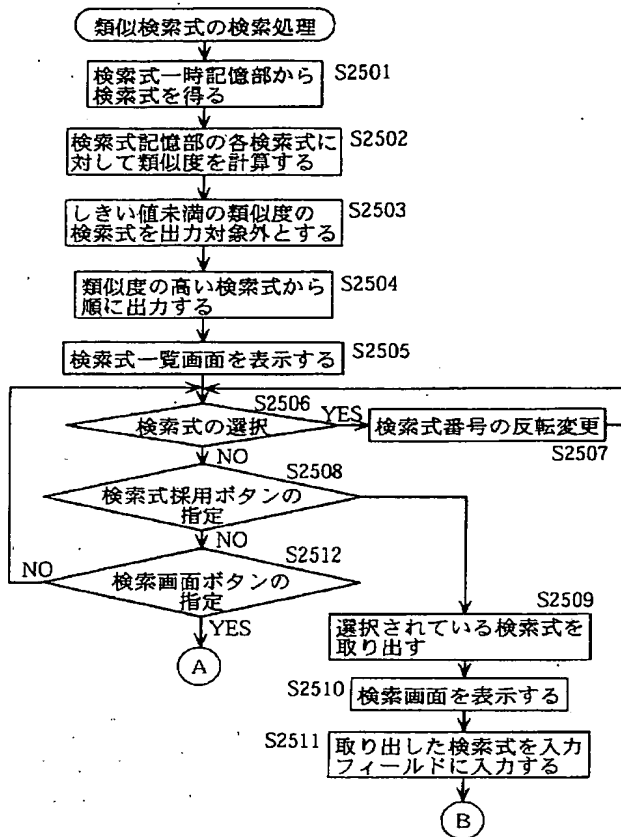 類似検索式の検索処理
検索式一時記憶部から
検索式を得る
S2501
検索式記憶部の各検索式に
対して類似度を計算する
S2502
しきい値未満の類似度の
検索式を出力対象外とする
S2503
類似度の高い検索式から
順に出力する
S2504
検索式一覧画面を表示する
S2505
S2506
検索式の選択
YES
検索式番号の反転変更
S2507
NO
S2508
検索式採用ボタンの
指定
NO
S2512
NO
検索画面ボタンの
指定
YES
A
S2509
選択されている検索式を
取り出す
S2510
検索画面を表示する
S2511
取り出した検索式を入力
フィールドに入力する
B